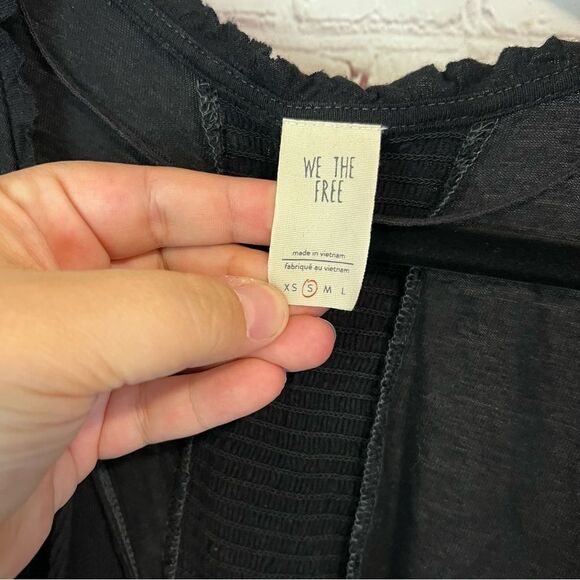 WE THE
FREE
made in vietnam
fabriqué au vietnam
XS S M L